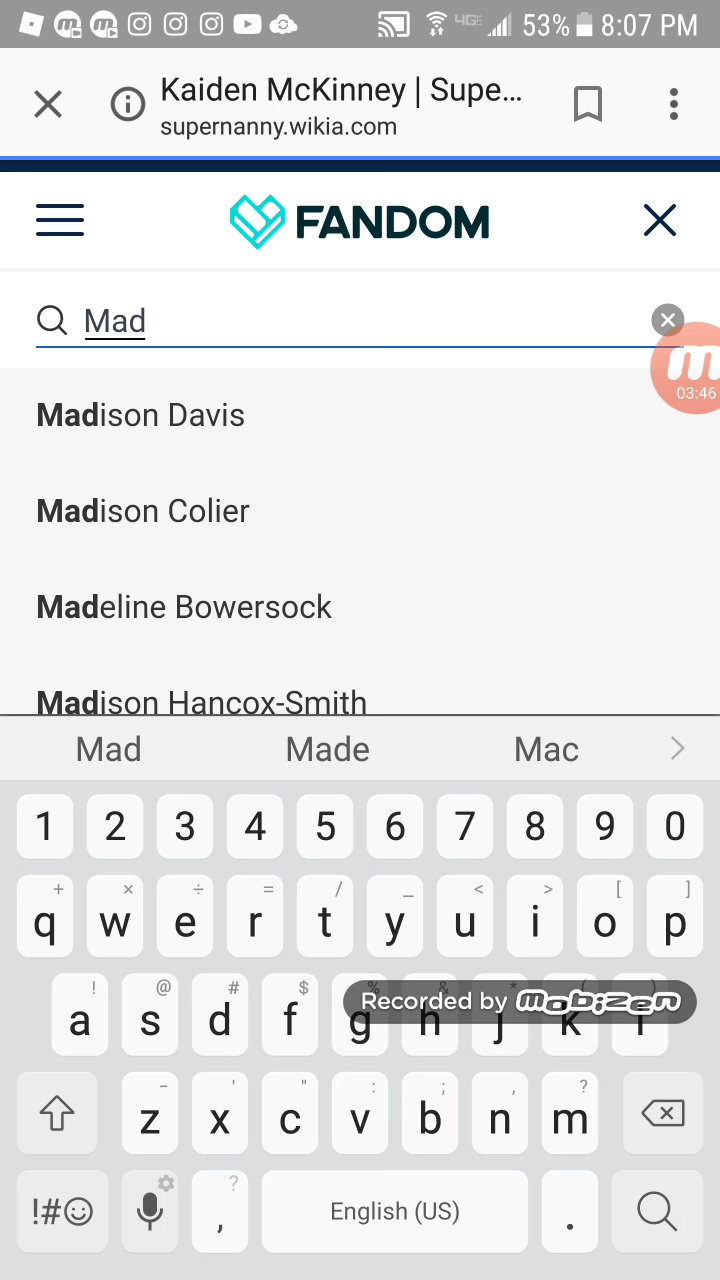 4GE 53% 8:07 PM
Kaiden McKinney | Supe...
supernanny.wikia.com
FANDOM
Mad
03:46
Madison Davis
Madison Colier
Madeline Bowersock
Madison Hancox-Smith
Mad Made Mac
1 2 3 4 5 6 7 8 9 0
+ × ÷ = / _ < > [ ]
q w e r t y u i o p
! @ # $ % & * ( )
a s d f g h j k l
Recorded by mobizen
- ' " : ; , ?
z x c v b n m
!#☺ , ? English (US) .